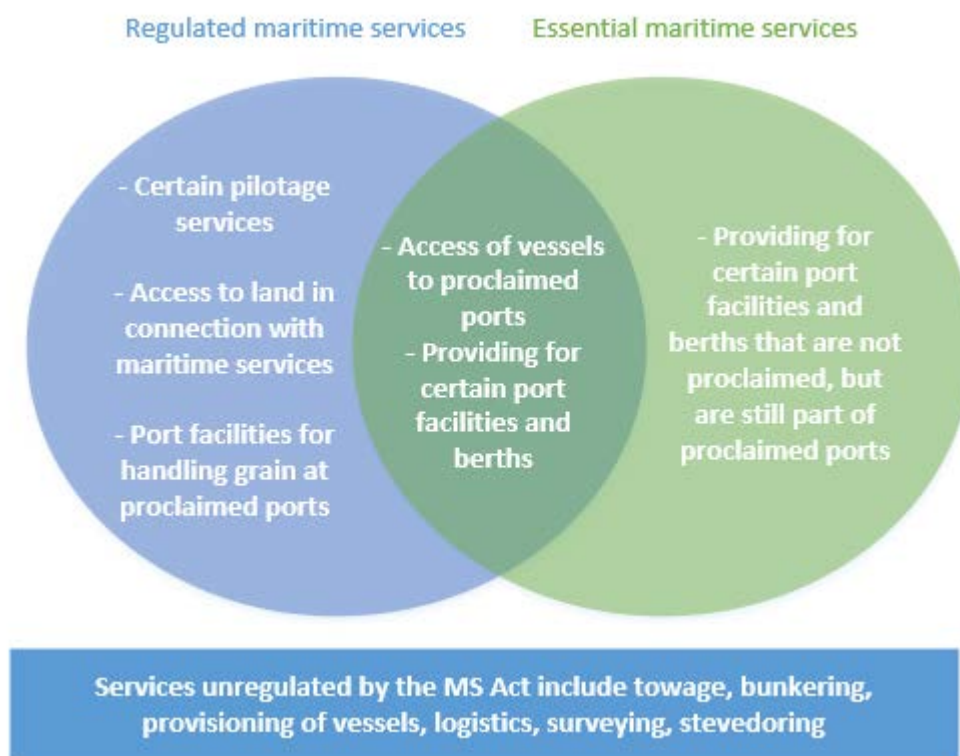 Regulated maritime services
Essential maritime services
- Certain pilotage
services
- Access to land in
connection with
maritime services
- Port facilities for
handling grain at
proclaimed ports
- Access of vessels
to proclaimed
ports
- Providing for
certain port
facilities and
berths
- Providing for
certain port
facilities and
berths that are not
proclaimed, but
are still part of
proclaimed ports
Services unregulated by the MS Act include towage, bunkering,
provisioning of vessels, logistics, surveying, stevedoring